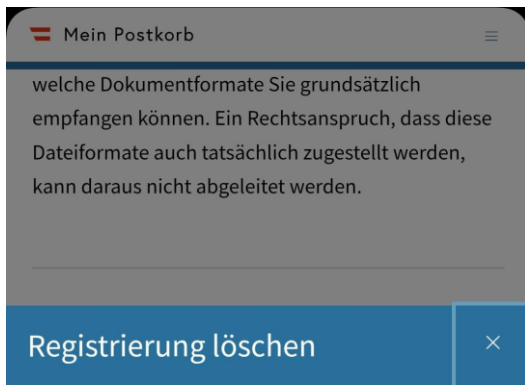 Mein Postkorb
welche Dokumentformate Sie grundsätzlich
empfangen können. Ein Rechtsanspruch, dass diese
Dateiformate auch tatsächlich zugestellt werden,
kann daraus nicht abgeleitet werden.
Registrierung löschen